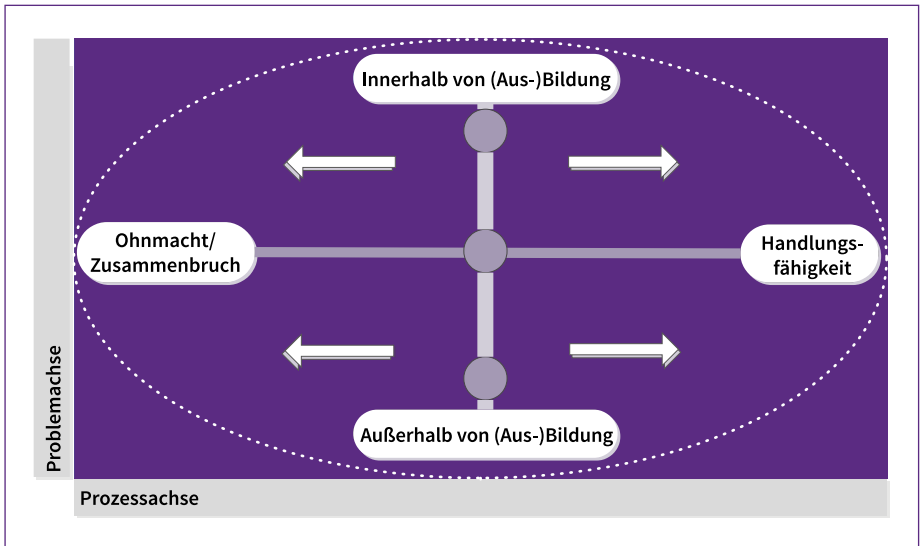 Innerhalb von (Aus-)Bildung
Ohnmacht/
Zusammenbruch
Handlungs-
fähigkeit
Außerhalb von (Aus-)Bildung
Problemachse
Prozessachse